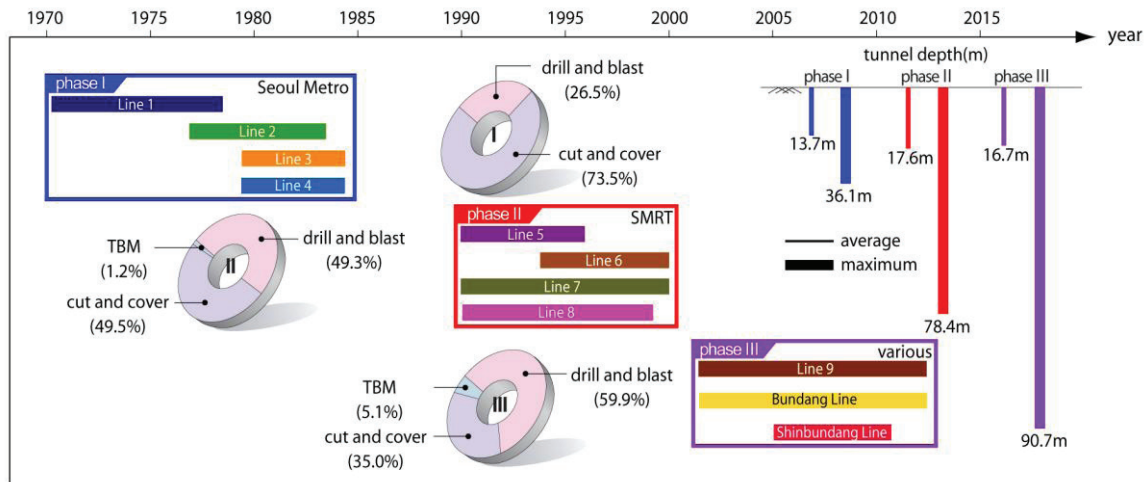 1970 1975 1980 1985 1990 1995 2000 2005 2010 2015
year
phase I
Seoul Metro
Line 1
Line 2
Line 3
Line 4
drill and blast
(26.5%)
I
cut and cover
(73.5%)
tunnel depth(m)
phase I phase II phase III
13.7m
36.1m
17.6m
78.4m
16.7m
90.7m
average
maximum
TBM
(1.2%)
II
drill and blast
(49.3%)
cut and cover
(49.5%)
phase II
SMRT
Line 5
Line 6
Line 7
Line 8
TBM
(5.1%)
III
drill and blast
(59.9%)
cut and cover
(35.0%)
phase III
various
Line 9
Bundang Line
Shinbundang Line